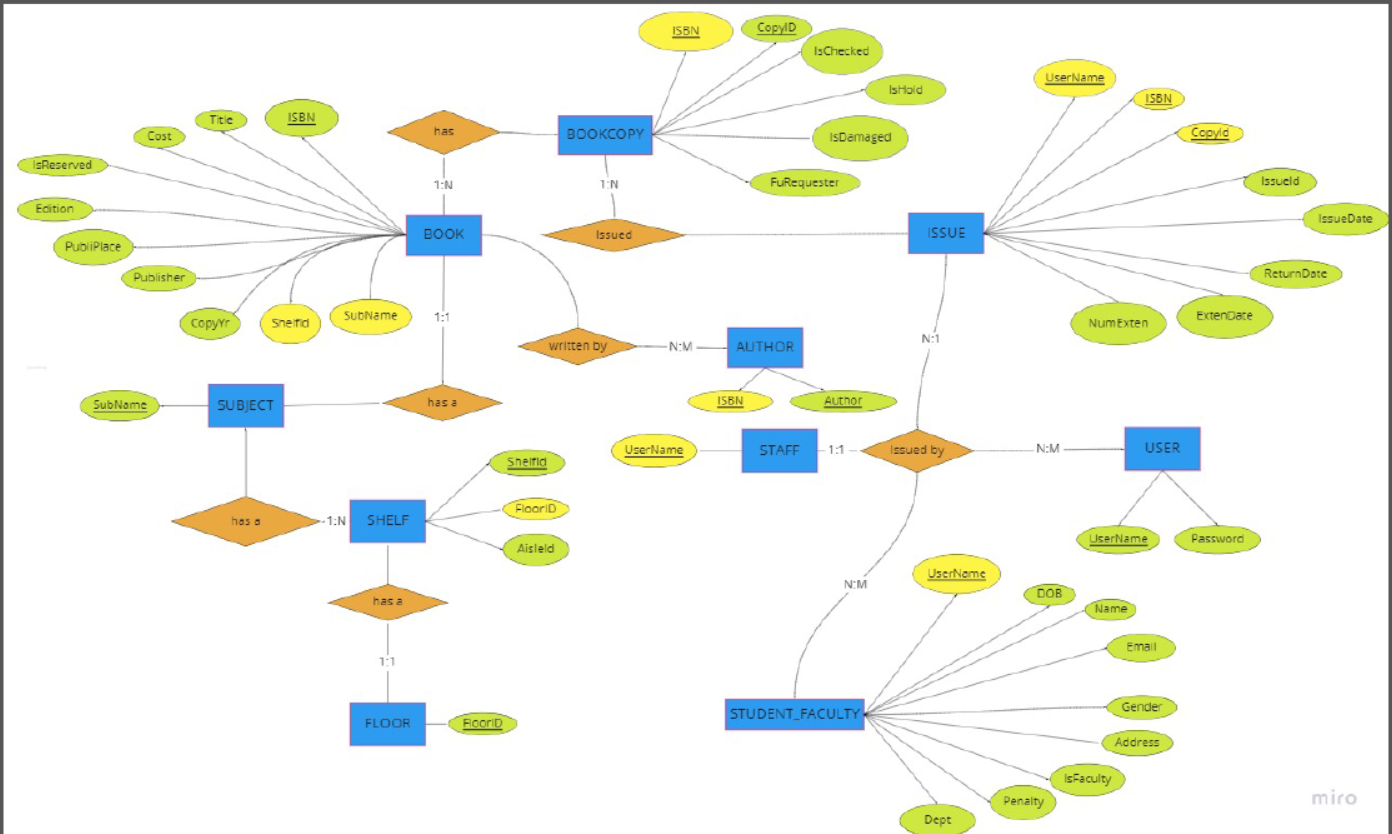 ISBN
CopyID
IsChecked
IsHold
IsDamaged
FuRequester
BOOKCOPY
has
1:N
1:N
Issued
UserName
ISBN
CopyId
IssueId
IssueDate
ReturnDate
ExtenDate
NumExten
ISSUE
ISBN
Title
Cost
IsReserved
Edition
PubliPlace
Publisher
CopyYr
ShelfId
SubName
BOOK
1:1
written by
N:M
AUTHOR
ISBN
Author
N:1
SubName
SUBJECT
has a
UserName
STAFF
1:1
Issued by
N:M
USER
UserName
Password
has a
1:N
SHELF
ShelfId
FloorID
AisleId
has a
1:1
FLOOR
FloorID
N:M
STUDENT_FACULTY
UserName
DOB
Name
Email
Gender
Address
IsFaculty
Penalty
Dept
miro